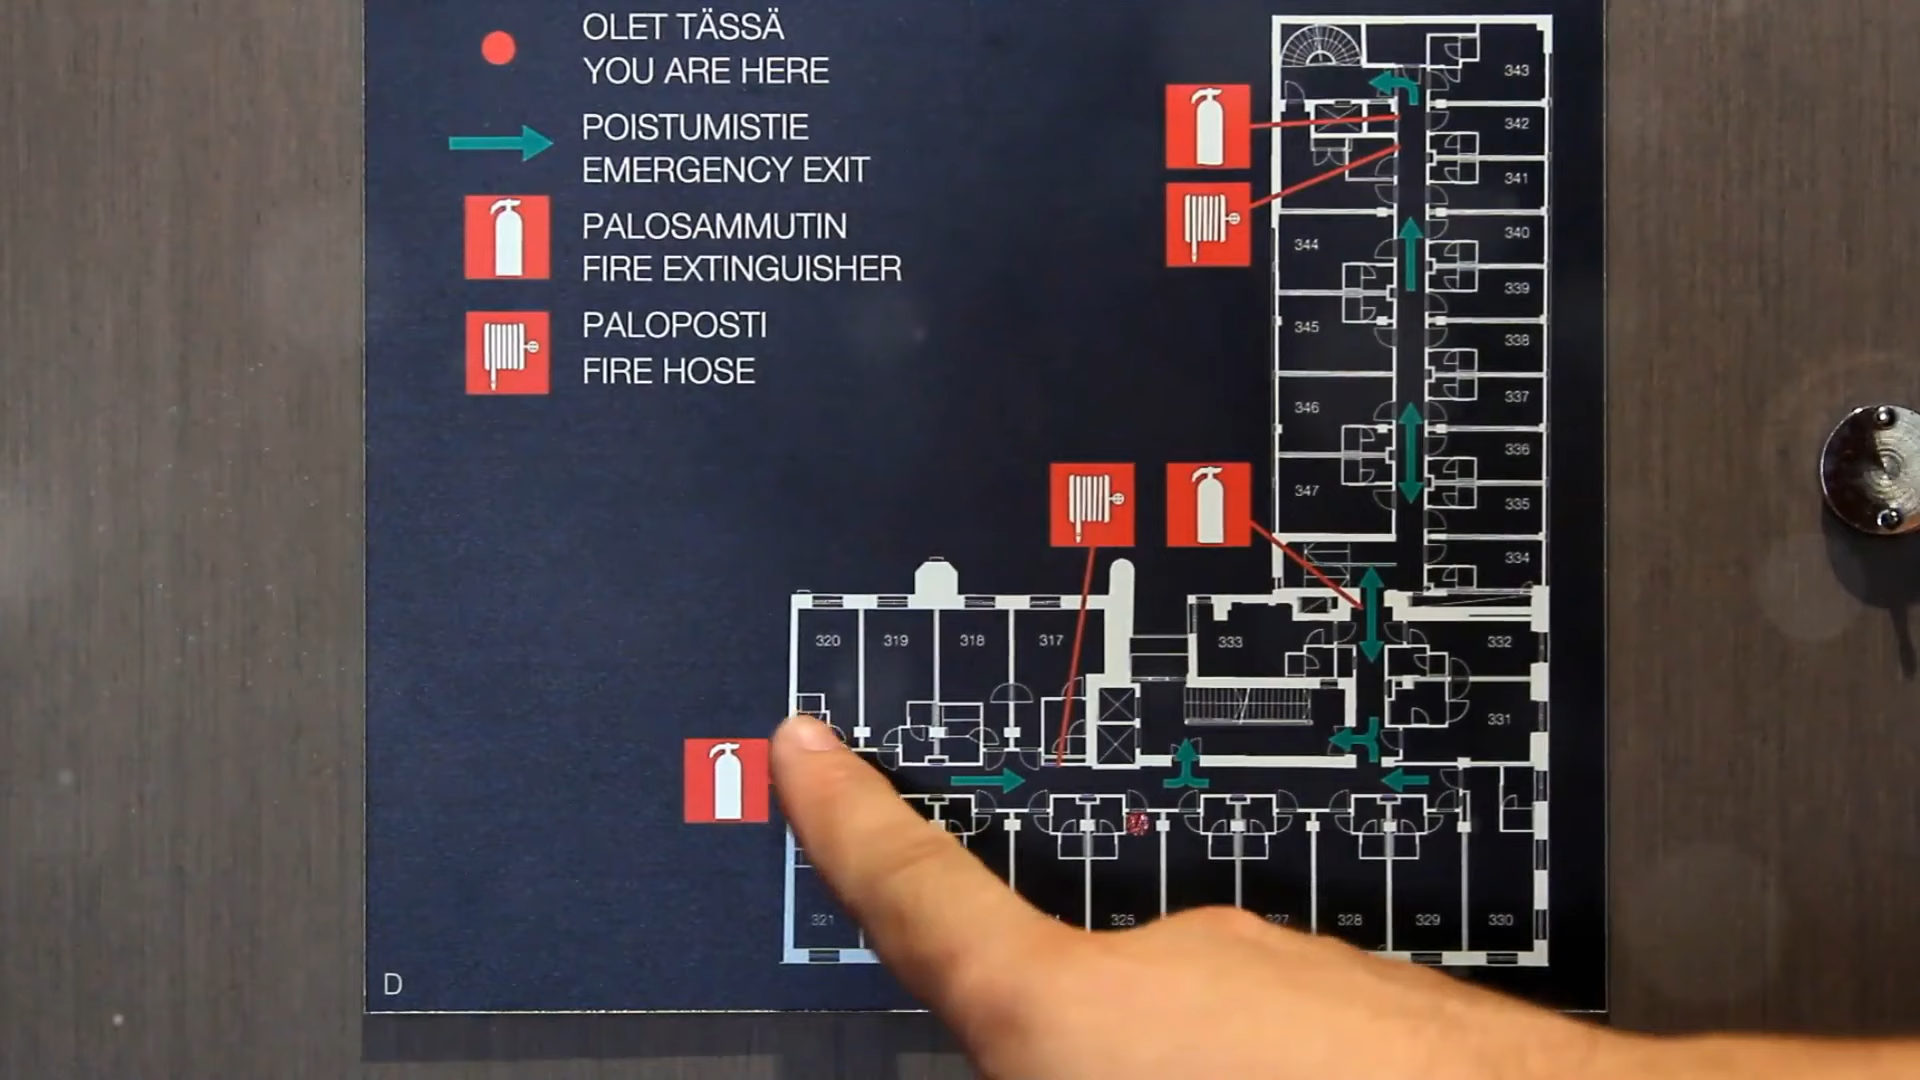 OLET TÄSSÄ
YOU ARE HERE
POISTUMISTIE
EMERGENCY EXIT
PALOSAMMUTIN
FIRE EXTINGUISHER
PALOPOSTI
FIRE HOSE
343
342
341
340
344
339
345
338
337
346
336
347
335
334
320 319 318 317 333 332
331
321 325 328 329 330
D